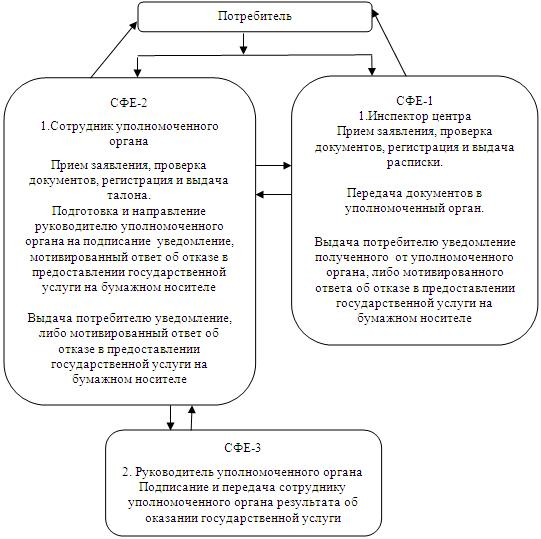 Потребитель
СФЕ-2
1.Сотрудник уполномоченного
органа
Прием заявления, проверка
документов, регистрация и выдача
талона.
Подготовка и направление
руководителю уполномоченного
органа на подписание уведомление,
мотивированный ответ об отказе в
предоставлении государственной
услуги на бумажном носителе
Выдача потребителю уведомление,
либо мотивированный ответ об
отказе в предоставлении
государственной услуги на
бумажном носителе
СФЕ-1
1.Инспектор центра
Прием заявления, проверка
документов, регистрация и выдача
расписки.
Передача документов в
уполномоченный орган.
Выдача потребителю уведомление
полученного от уполномоченного
органа, либо мотивированного
ответа об отказе в предоставлении
государственной услуги на
бумажном носителе
СФЕ-3
2. Руководитель уполномоченного органа
Подписание и передача сотруднику
уполномоченного органа результата об
оказании государственной услуги